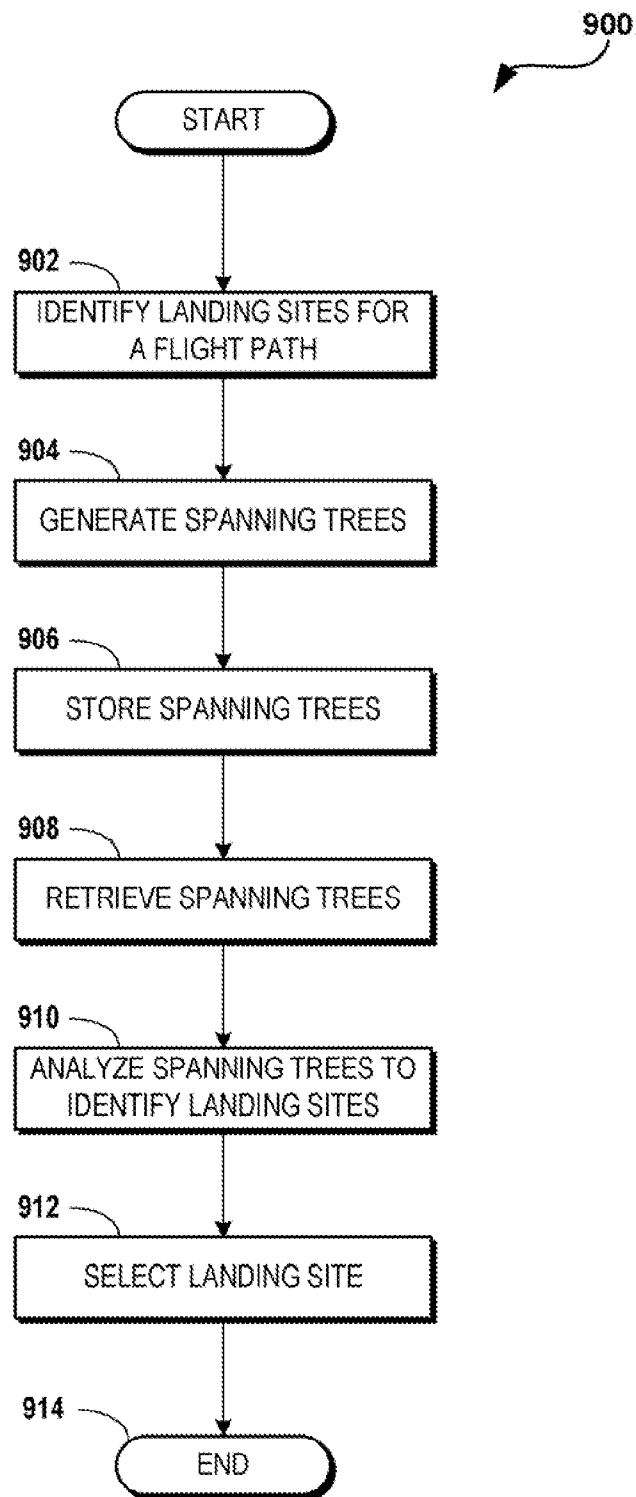 900
START
902
IDENTIFY LANDING SITES FOR
A FLIGHT PATH
904
GENERATE SPANNING TREES
906
STORE SPANNING TREES
908
RETRIEVE SPANNING TREES
910
ANALYZE SPANNING TREES TO
IDENTIFY LANDING SITES
912
SELECT LANDING SITE
914
END